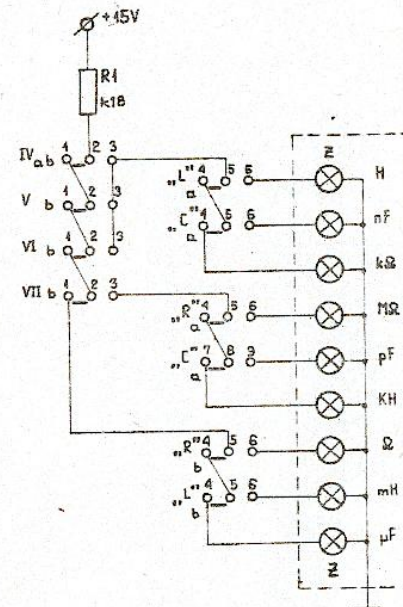 +15V
R1
k18
IV a b 1 2 3 „L" 4 5 6 Z H
a
V b 1 2 3 „C" 4 5 6 nF
a
VI b 1 2 3 kΩ
VII b 1 2 3 „R" 4 5 6 MΩ
a
„C" 7 8 3 pF
a
KH
„R" 4 5 6 Ω
b
„L" 4 5 6 mH
b
µF
Z